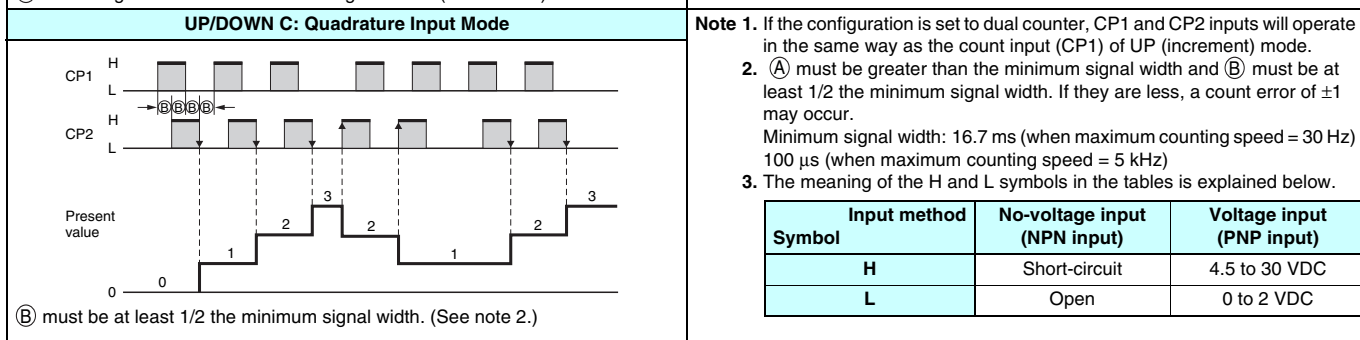 UP/DOWN C: Quadrature Input Mode
CP1
H
L
Ⓑ Ⓑ Ⓑ Ⓑ
CP2
H
L
Present
value
0
0
1
2
3
2
1
2
3
Ⓑ must be at least 1/2 the minimum signal width. (See note 2.)
Note 1. If the configuration is set to dual counter, CP1 and CP2 inputs will operate
in the same way as the count input (CP1) of UP (increment) mode.
2. Ⓐ must be greater than the minimum signal width and Ⓑ must be at
least 1/2 the minimum signal width. If they are less, a count error of ±1
may occur.
Minimum signal width: 16.7 ms (when maximum counting speed = 30 Hz)
100 μs (when maximum counting speed = 5 kHz)
3. The meaning of the H and L symbols in the tables is explained below.
Input method
Symbol
No-voltage input
(NPN input)
Voltage input
(PNP input)
H Short-circuit 4.5 to 30 VDC
L Open 0 to 2 VDC